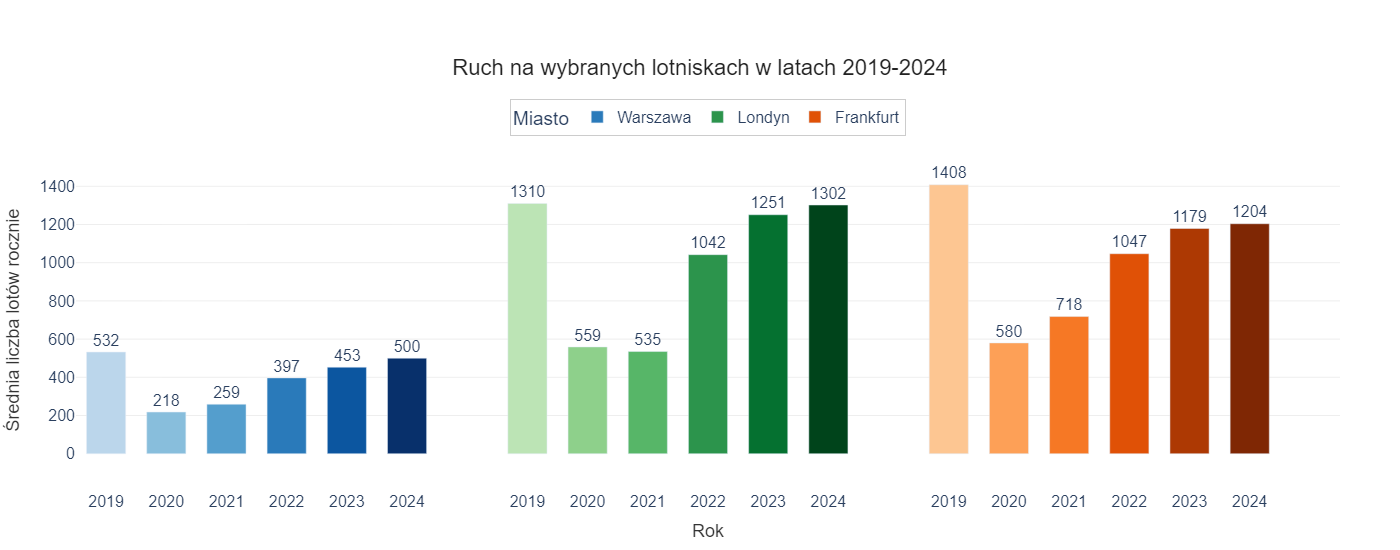 Ruch na wybranych lotniskach w latach 2019-2024
Miasto Warszawa Londyn Frankfurt
Średnia liczba lotów rocznie
1400
1200
1000
800
600
400
200
0
532 218 259 397 453 500
1310 559 535 1042 1251 1302
1408 580 718 1047 1179 1204
2019 2020 2021 2022 2023 2024 2019 2020 2021 2022 2023 2024 2019 2020 2021 2022 2023 2024
Rok